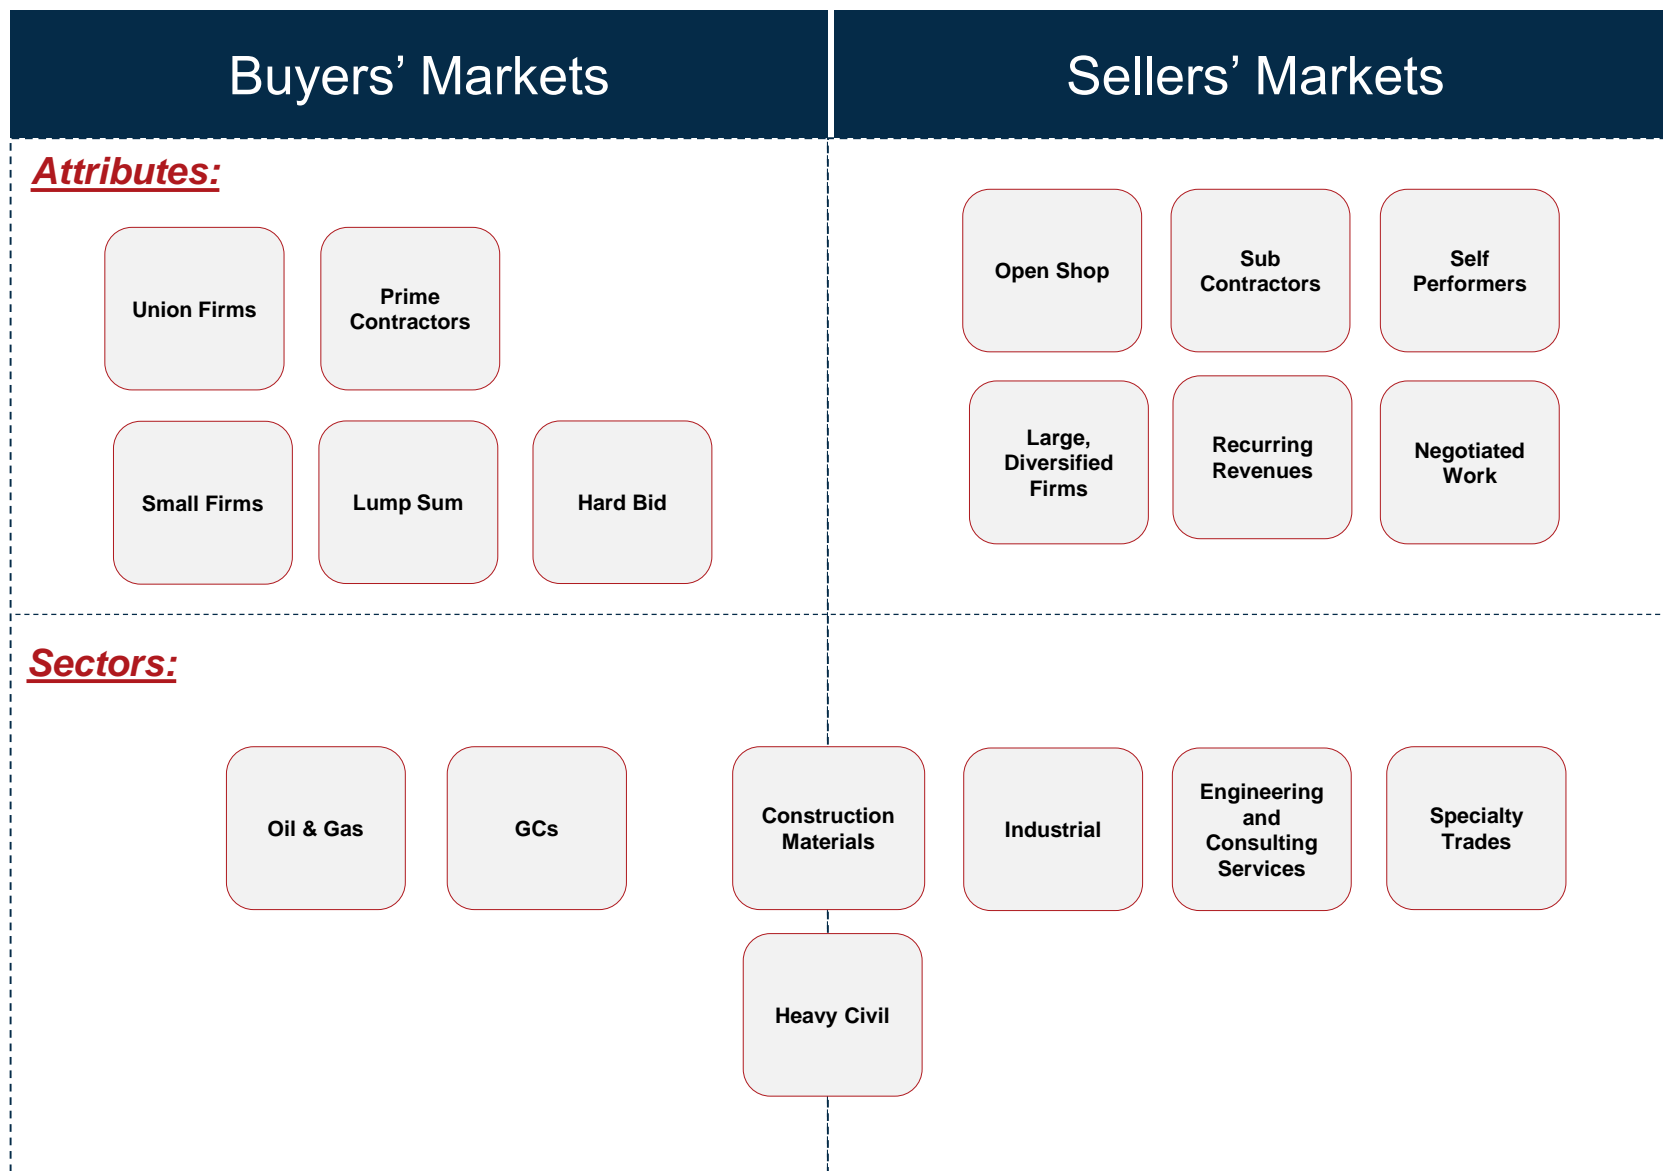 Buyers’ Markets
Sellers’ Markets
Attributes:
Union Firms
Prime
Contractors
Small Firms
Lump Sum
Hard Bid
Open Shop
Sub
Contractors
Self
Performers
Large,
Diversified
Firms
Recurring
Revenues
Negotiated
Work
Sectors:
Oil & Gas
GCs
Construction
Materials
Industrial
Engineering
and
Consulting
Services
Specialty
Trades
Heavy Civil